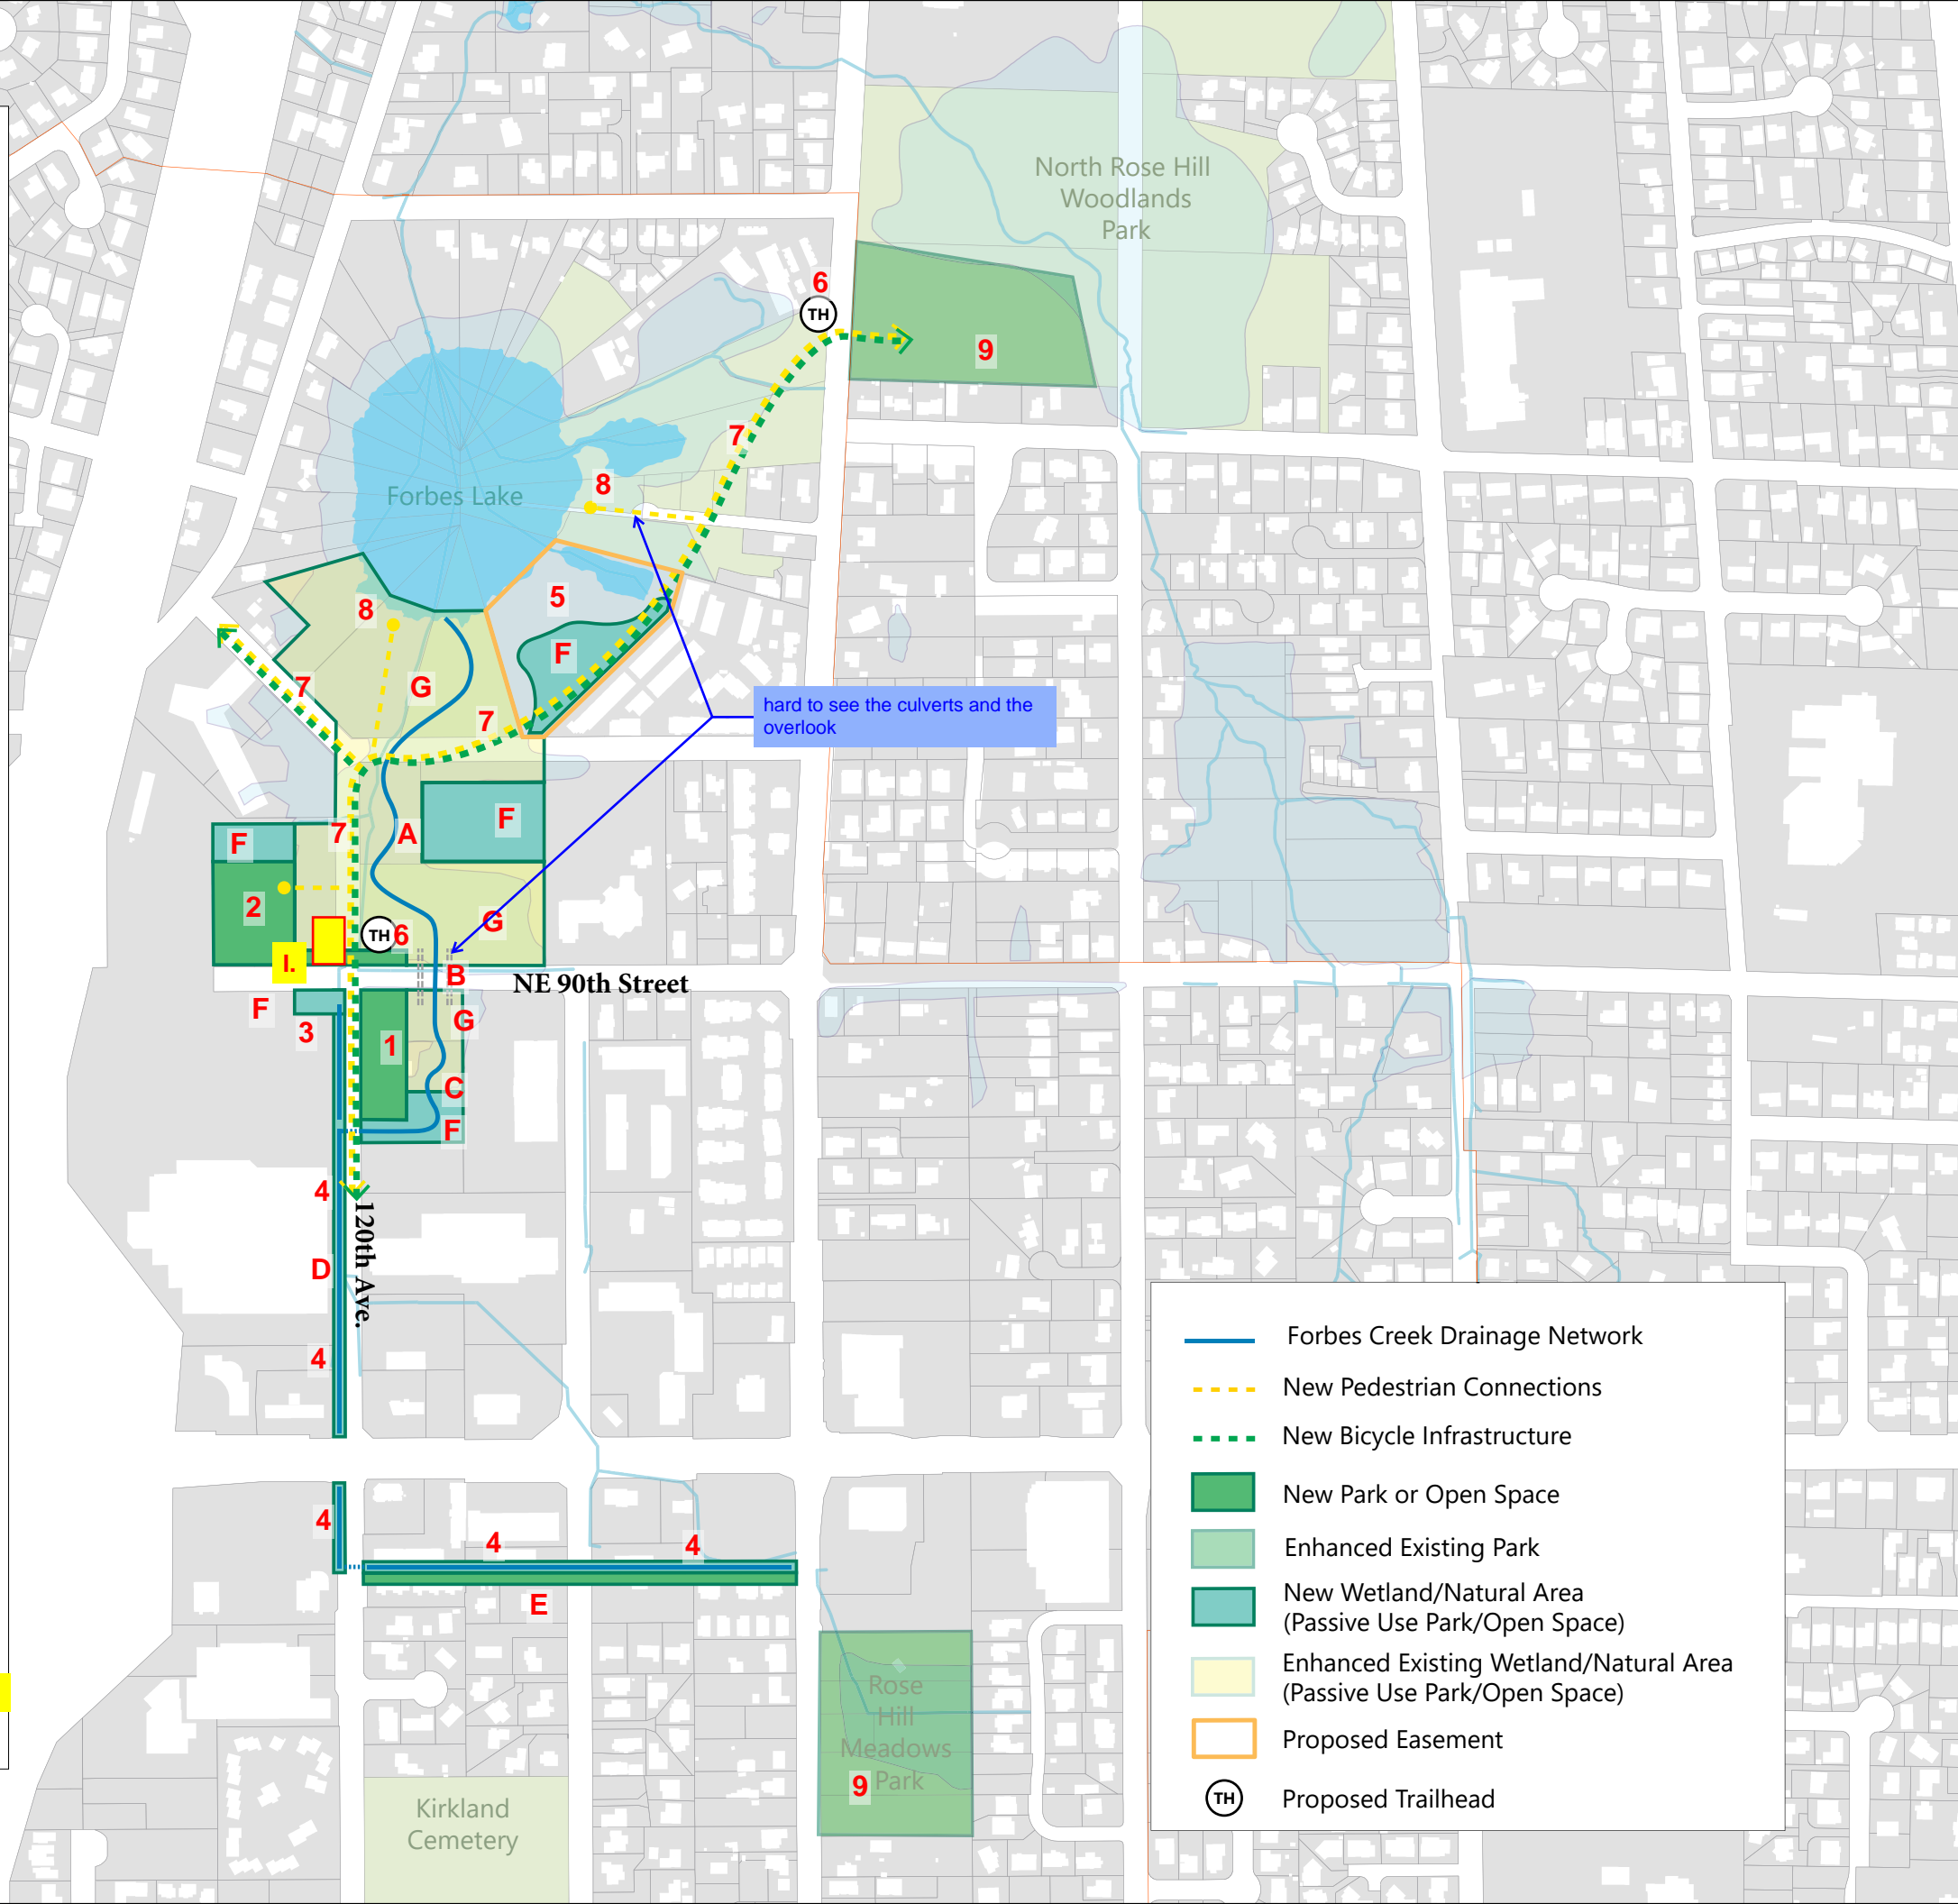 North Rose Hill
Woodlands
Park
6
TH
9
7
8
Forbes Lake
5
8
F
7
G
7
hard to see the culverts and the
overlook
F
7
A
F
2
TH
6
G
I.
B
NE 90th Street
F
G
3
1
C
F
4
120th Ave.
D
4
4
4
4
E
Rose
Hill
Meadows
Park
9
Kirkland
Cemetery
Forbes Creek Drainage Network
New Pedestrian Connections
New Bicycle Infrastructure
New Park or Open Space
Enhanced Existing Park
New Wetland/Natural Area
(Passive Use Park/Open Space)
Enhanced Existing Wetland/Natural Area
(Passive Use Park/Open Space)
Proposed Easement
TH
Proposed Trailhead